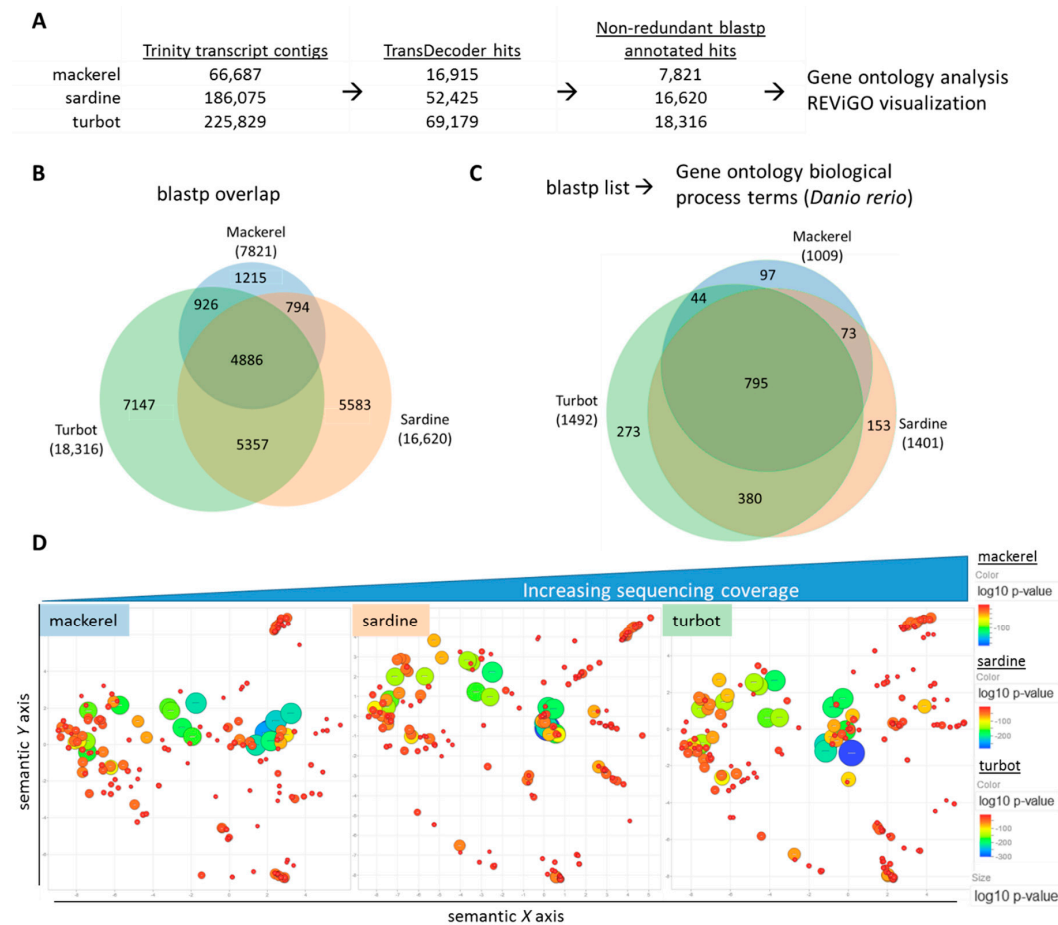 A
Trinity transcript contigs
TransDecoder hits
Non-redundant blastp
annotated hits
mackerel 66,687 16,915 7,821
sardine 186,075 → 52,425 → 16,620 →
turbot 225,829 69,179 18,316
Gene ontology analysis
REViGO visualization
B
blastp overlap
Mackerel
(7821)
1215
926
794
4886
7147
5583
Turbot
(18,316)
Sardine
(16,620)
5357
C
blastp list →
Gene ontology biological
process terms (Danio rerio)
Mackerel
(1009)
97
44
73
795
Turbot
(1492)
273
153
Sardine
(1401)
380
D
Increasing sequencing coverage
mackerel
sardine
turbot
semantic Y axis
semantic X axis
mackerel
Color
log10 p-value
-100
sardine
Color
log10 p-value
-100
-200
turbot
Color
log10 p-value
-100
-200
-300
Size
log10 p-value